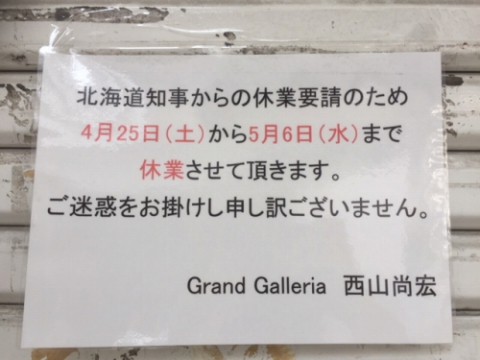 北海道知事からの休業要請のため
4月25日（土）から5月6日（水）まで
休業させて頂きます。
ご迷惑をお掛けし申し訳ございません。
Grand Galleria 西山尚宏